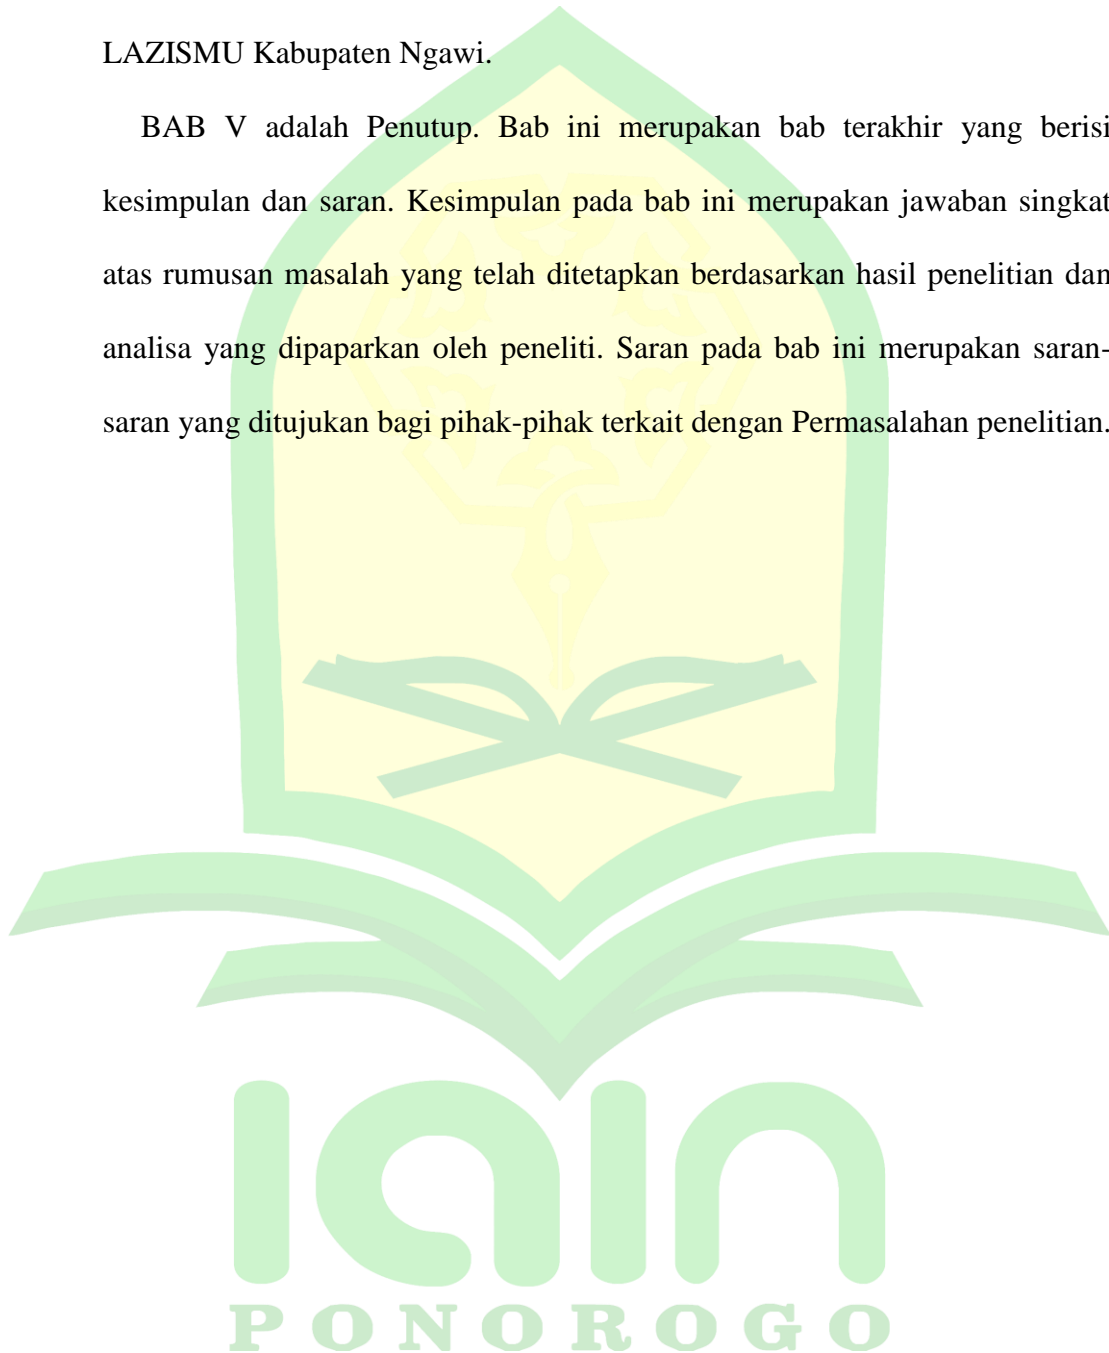 LAZISMU Kabupaten Ngawi.
BAB V adalah Penutup. Bab ini merupakan bab terakhir yang berisi
kesimpulan dan saran. Kesimpulan pada bab ini merupakan jawaban singkat
atas rumusan masalah yang telah ditetapkan berdasarkan hasil penelitian dan
analisa yang dipaparkan oleh peneliti. Saran pada bab ini merupakan saran-
saran yang ditujukan bagi pihak-pihak terkait dengan Permasalahan penelitian.
IAIN
PONOROGO